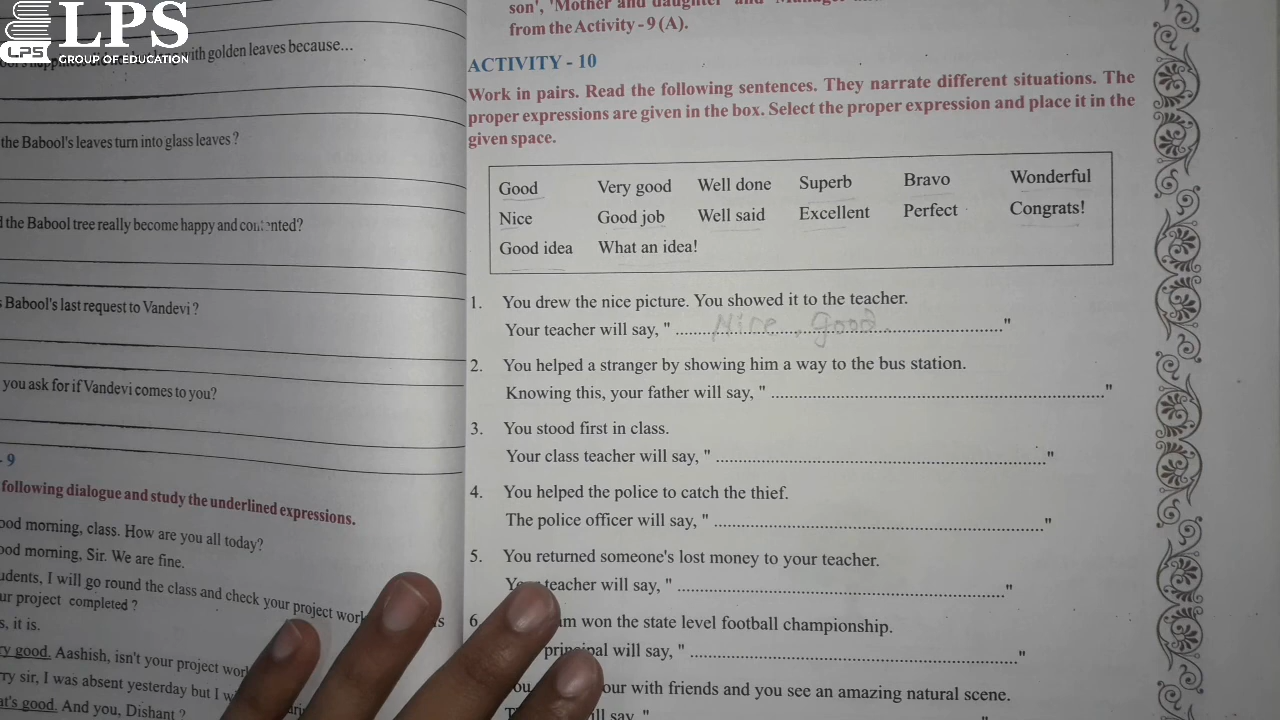 LPS
LPS
GROUP OF EDUCATION
with golden leaves because...
the Babool's leaves turn into glass leaves ?
the Babool tree really become happy and contented?
Babool's last request to Vandevi ?
you ask for if Vandevi comes to you?
- 9
following dialogue and study the underlined expressions.
morning, class. How are you all today?
morning, Sir. We are fine.
I will go round the class and check your project
project completed ?
it is.
good. Aashish, isn't your project
sir, I was absent yesterday but I
good. And you, Dishant ?
son', 'Mother and daughter' and
from the Activity - 9 (A).
ACTIVITY - 10
Work in pairs. Read the following sentences. They narrate different situations. The
proper expressions are given in the box. Select the proper expression and place it in the
given space.
Good Very good Well done Superb Bravo Wonderful
Nice Good job Well said Excellent Perfect Congrats!
Good idea What an idea!
1. You drew the nice picture. You showed it to the teacher.
Your teacher will say, " Nice, good "
2. You helped a stranger by showing him a way to the bus station.
Knowing this, your father will say, " .................... "
3. You stood first in class.
Your class teacher will say, " .................... "
4. You helped the police to catch the thief.
The police officer will say, " .................... "
5. You returned someone's lost money to your teacher.
teacher will say, " .................... "
6 won the state level football championship.
principal will say, " .................... "
with friends and you see an amazing natural scene.
will say, "